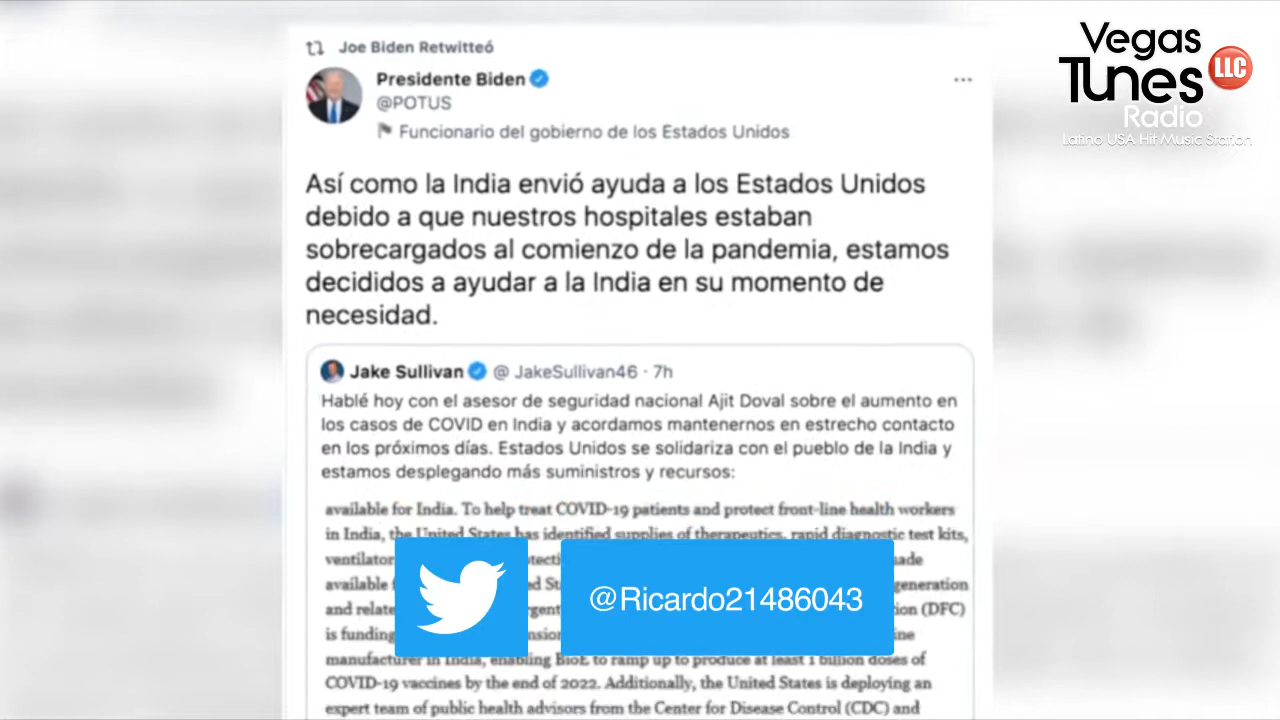 Joe Biden Retwitteó
Presidente Biden
@POTUS
Funcionario del gobierno de los Estados Unidos
Así como la India envió ayuda a los Estados Unidos
debido a que nuestros hospitales estaban
sobrecargados al comienzo de la pandemia, estamos
decididos a ayudar a la India en su momento de
necesidad.
Jake Sullivan @ JakeSullivan46 · 7h
Hablé hoy con el asesor de seguridad nacional Ajit Doval sobre el aumento en
los casos de COVID en India y acordamos mantenernos en estrecho contacto
en los próximos días. Estados Unidos se solidariza con el pueblo de la India y
estamos desplegando más suministros y recursos:
available for India. To help treat COVID-19 patients and protect front-line health workers
in India, the United States has identified supplies of therapeutics, rapid diagnostic test kits,
ventilator
available
generation
and relate
(DFC)
is funding
manufacturer in India, enabling BioE to ramp up to produce at least 1 billion doses of
COVID-19 vaccines by the end of 2022. Additionally, the United States is deploying an
expert team of public health advisors from the Center for Disease Control (CDC) and
@Ricardo21486043
Vegas
Tunes LLC
Radio
Latino USA Hit Music Station